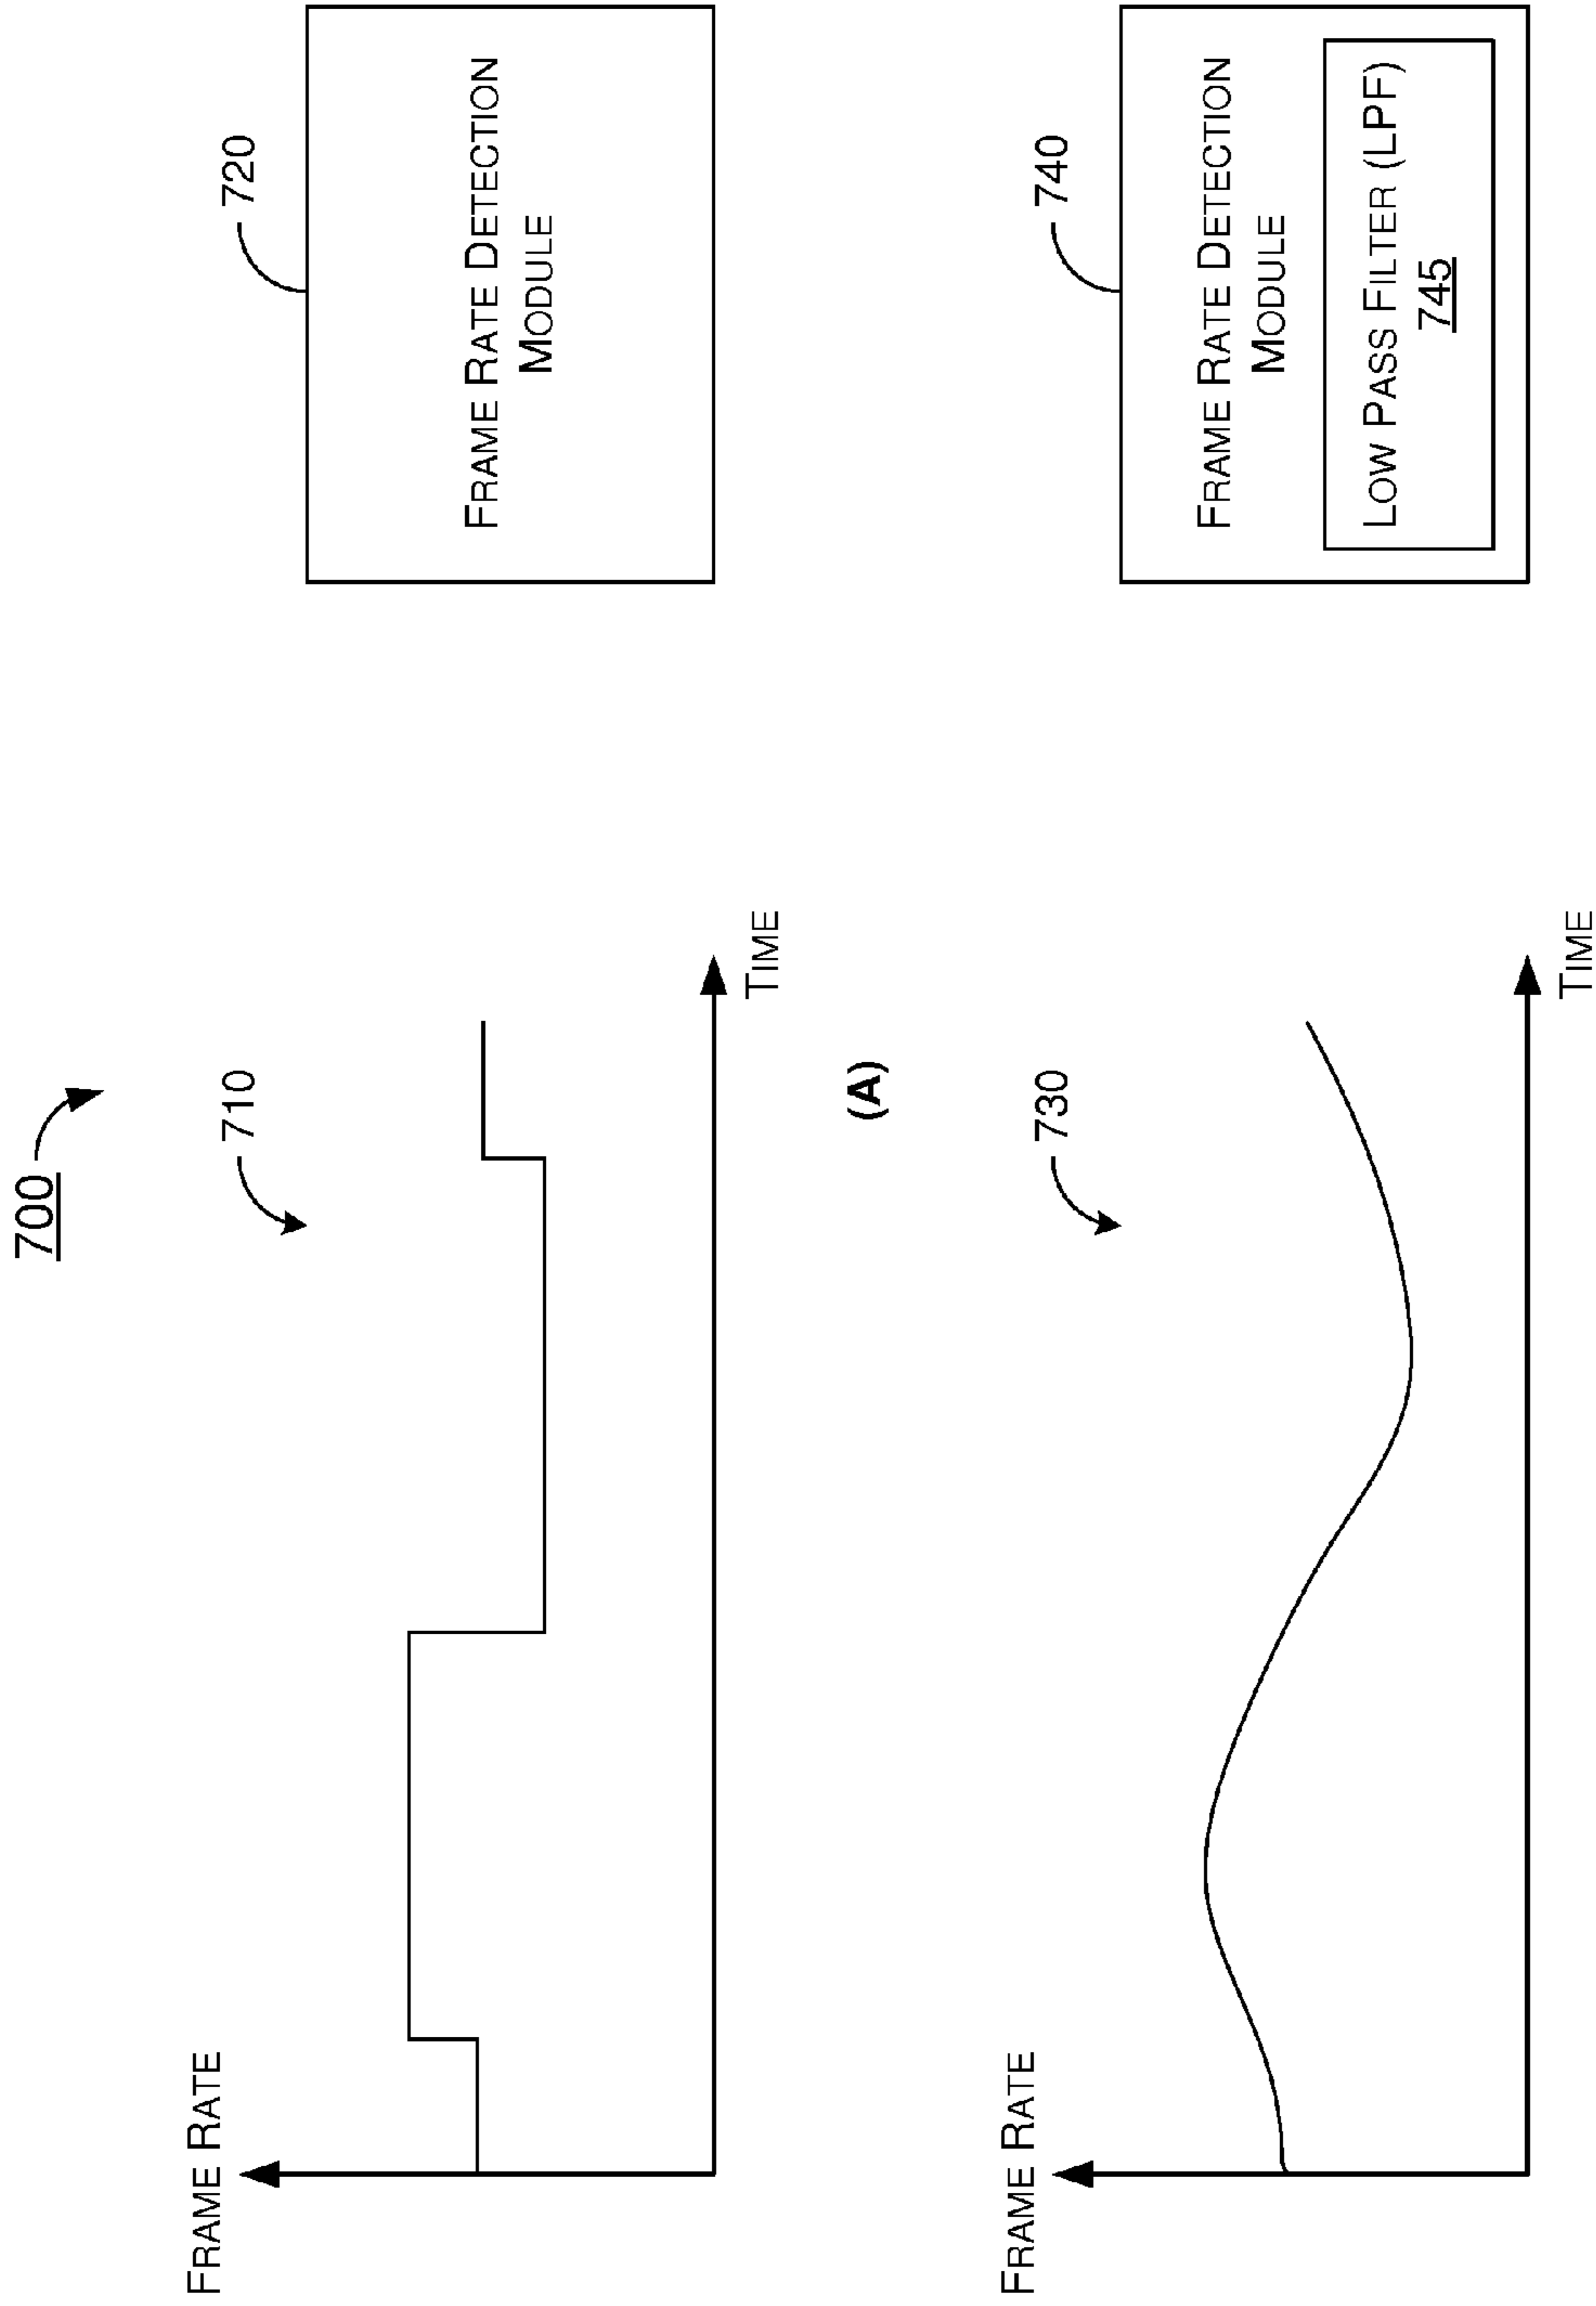 700
FRAME RATE
710
TIME
720
FRAME RATE DETECTION
MODULE
(A)
FRAME RATE
730
TIME
740
FRAME RATE DETECTION
MODULE
LOW PASS FILTER (LPF)
745